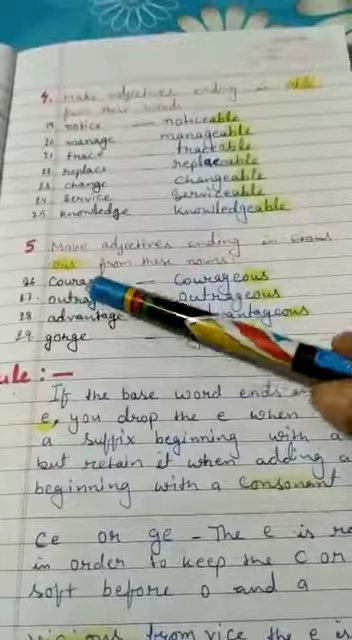 4. Make adjectives ending in able
from these words
19 notice — noticeable
20 manage manageable
21 trace traceable
22 replace replaceable
23. change changeable
24. Service Serviceable
25 knowledge knowledgeable
5 Make adjectives ending in
ous from these nouns
26 — Courageous
27. outrageous
28 advantage
29. gorge —
:-
If the base word ends
e, you drop the e when
a suffix beginning with a
but retain it when adding a
beginning with a consonant
Ce or ge - The e is
in order to keep the C or
soft before o and a
from vice the e is